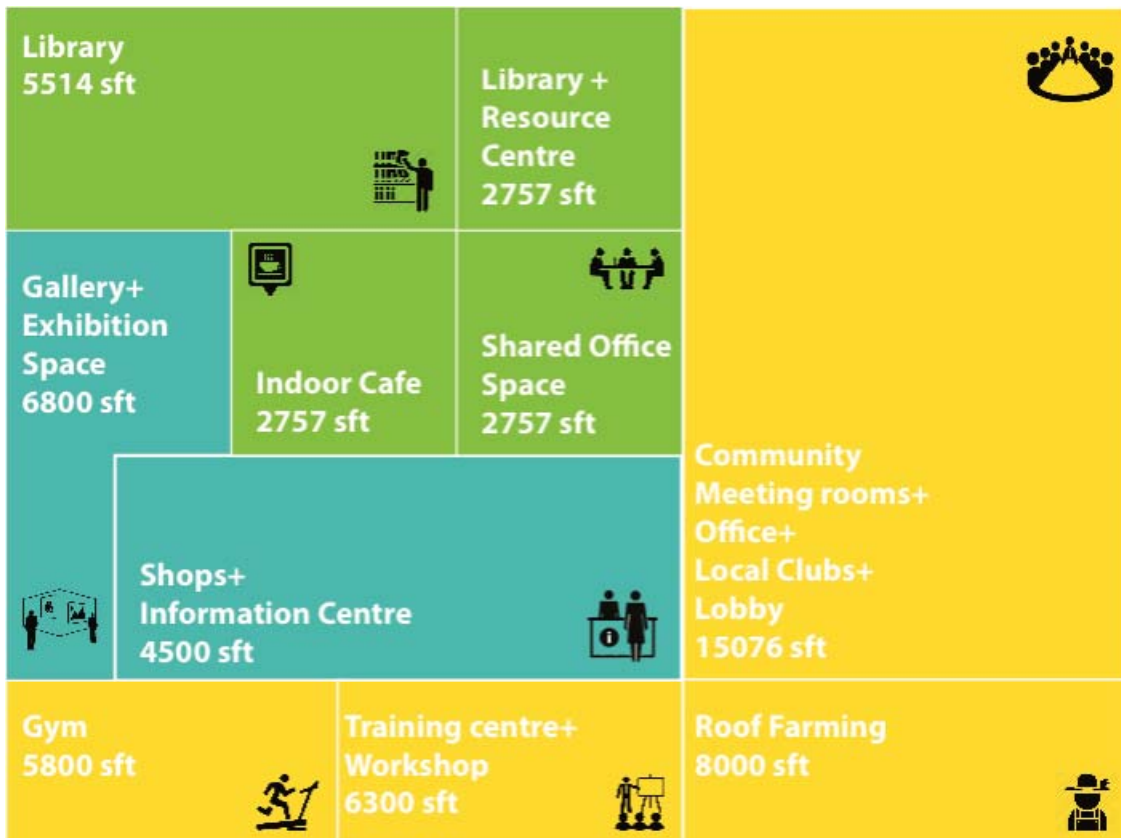 Library
5514 sft
Library +
Resource
Centre
2757 sft
Gallery+
Exhibition
Space
6800 sft
Indoor Cafe
2757 sft
Shared Office
Space
2757 sft
Community
Meeting rooms+
Office+
Local Clubs+
Lobby
15076 sft
Shops+
Information Centre
4500 sft
Gym
5800 sft
Training centre+
Workshop
6300 sft
Roof Farming
8000 sft